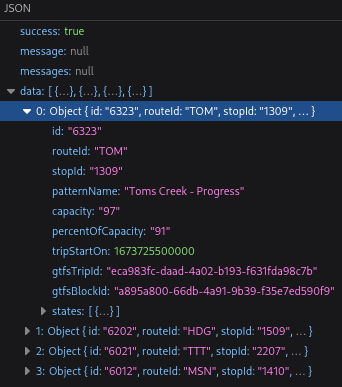 JSON
success: true
message: null
messages: null
data: [ {…}, {…}, {…}, {…} ]
0: Object { id: "6323", routeId: "TOM", stopId: "1309", … }
id: "6323"
routeId: "TOM"
stopId: "1309"
patternName: "Toms Creek - Progress"
capacity: "97"
percentOfCapacity: "91"
tripStartOn: 1673725500000
gtfsTripId: "eca983fc-daad-4a02-b193-f631fda98c7b"
gtfsBlockId: "a895a800-66db-4a91-9b39-f35e7ed590f9"
states: [ {…} ]
1: Object { id: "6202", routeId: "HDG", stopId: "1509", … }
2: Object { id: "6021", routeId: "TTT", stopId: "2207", … }
3: Object { id: "6012", routeId: "MSN", stopId: "1410", … }